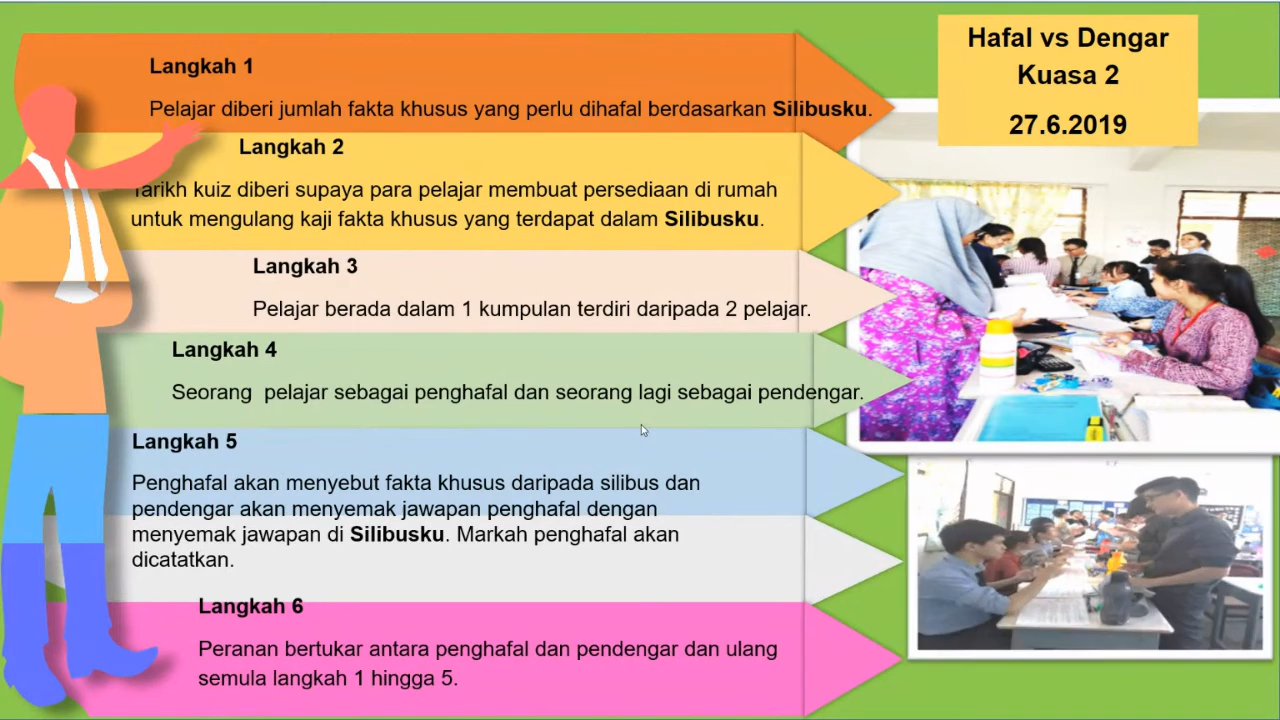 Hafal vs Dengar
Kuasa 2
27.6.2019
Langkah 1
Pelajar diberi jumlah fakta khusus yang perlu dihafal berdasarkan Silibusku.
Langkah 2
Tarikh kuiz diberi supaya para pelajar membuat persediaan di rumah
untuk mengulang kaji fakta khusus yang terdapat dalam Silibusku.
Langkah 3
Pelajar berada dalam 1 kumpulan terdiri daripada 2 pelajar.
Langkah 4
Seorang  pelajar sebagai penghafal dan seorang lagi sebagai pendengar.
Langkah 5
Penghafal akan menyebut fakta khusus daripada silibus dan
pendengar akan menyemak jawapan penghafal dengan
menyemak jawapan di Silibusku. Markah penghafal akan
dicatatkan.
Langkah 6
Peranan bertukar antara penghafal dan pendengar dan ulang
semula langkah 1 hingga 5.